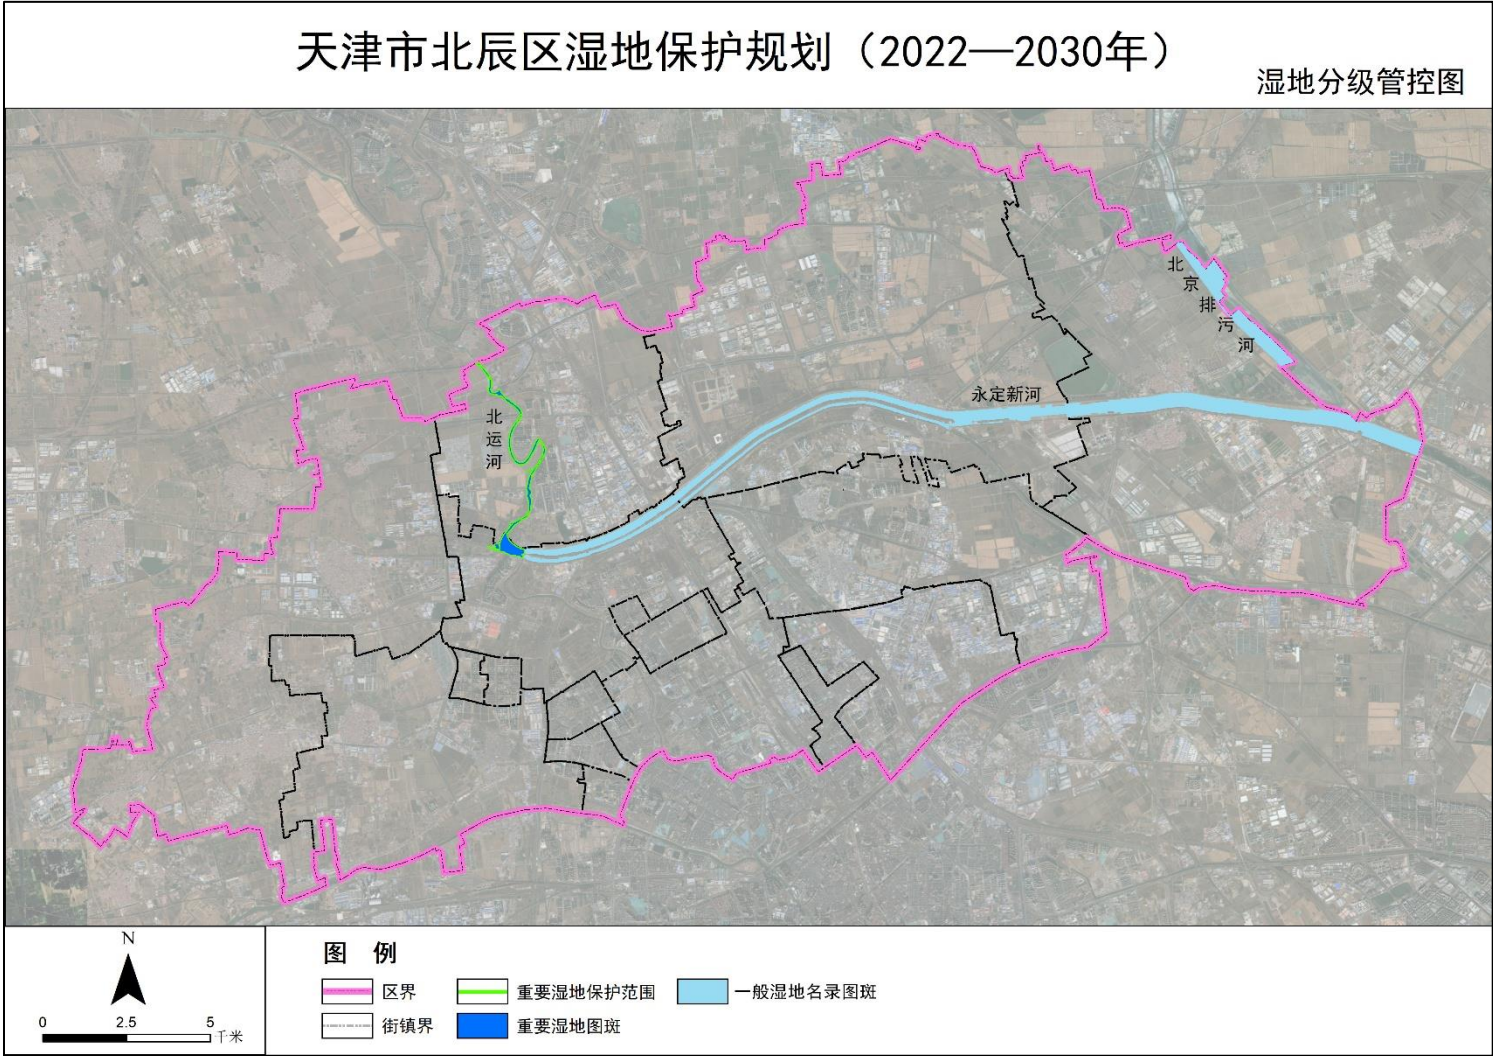 天津市北辰区湿地保护规划（2022—2030年）
湿地分级管控图
北京排污河
永定新河
北运河
N
0 2.5 5
千米
图 例
区界
重要湿地保护范围
一般湿地名录图斑
街镇界
重要湿地图斑